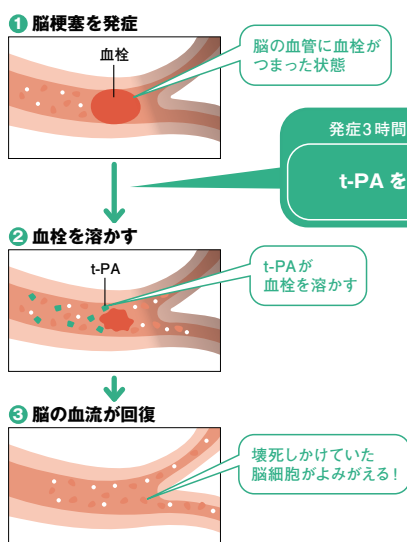 ❶ 脳梗塞を発症
血栓
脳の血管に血栓が
つまった状態
発症3時間
t-PA を
❷ 血栓を溶かす
t-PA
t-PAが
血栓を溶かす
❸ 脳の血流が回復
壊死しかけていた
脳細胞がよみがえる！